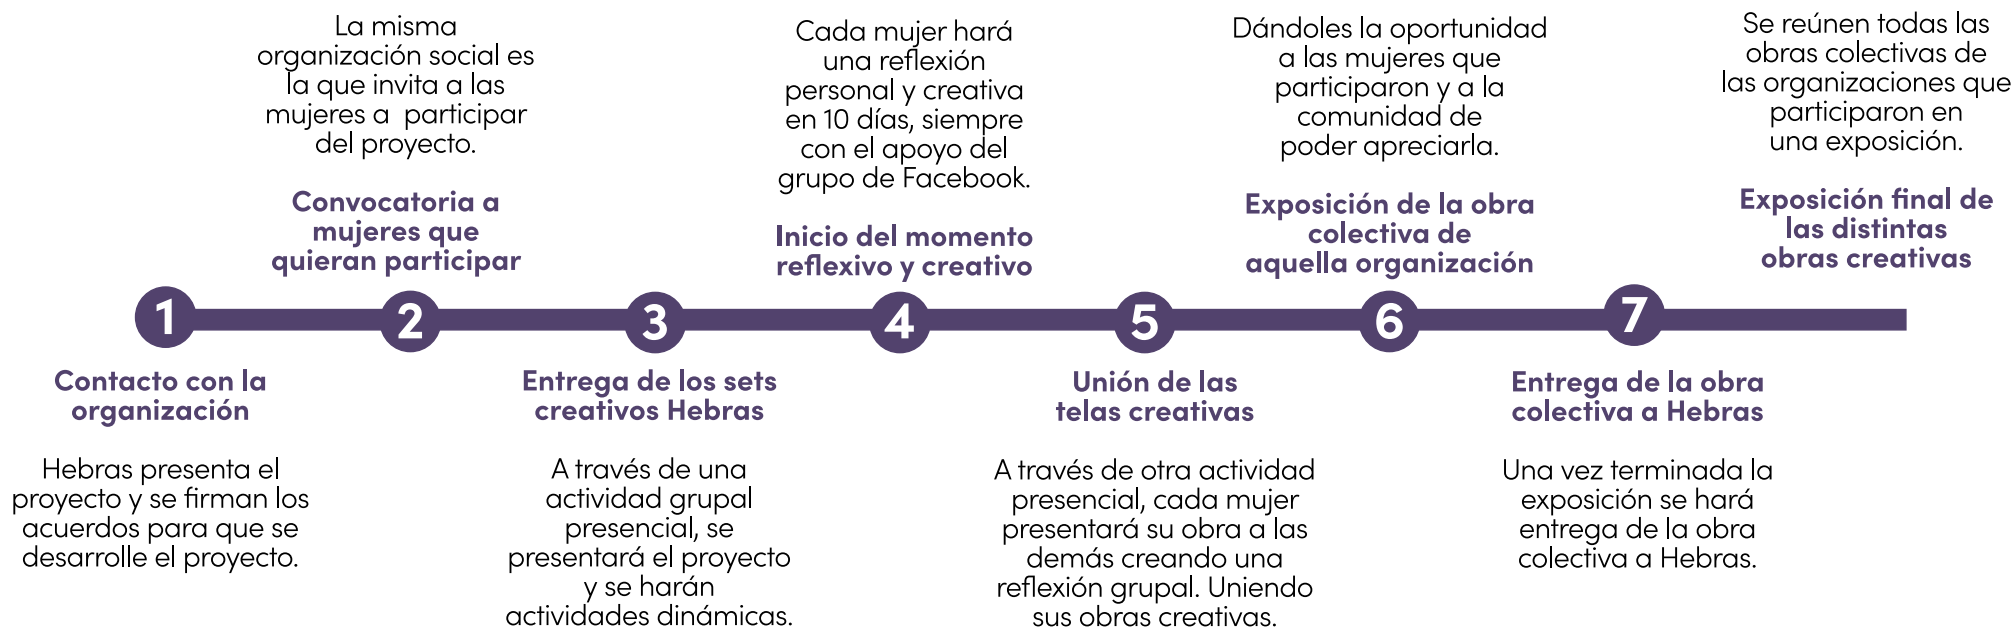 1
Contacto con la
organización
Hebras presenta el
proyecto y se firman los
acuerdos para que se
desarrolle el proyecto.
La misma
organización social es
la que invita a las
mujeres a participar
del proyecto.
Convocatoria a
mujeres que
quieran participar
2
3
Entrega de los sets
creativos Hebras
A través de una
actividad grupal
presencial, se
presentará el proyecto
y se harán
actividades dinámicas.
Cada mujer hará
una reflexión
personal y creativa
en 10 días, siempre
con el apoyo del
grupo de Facebook.
Inicio del momento
reflexivo y creativo
4
5
Unión de las
telas creativas
A través de otra actividad
presencial, cada mujer
presentará su obra a las
demás creando una
reflexión grupal. Uniendo
sus obras creativas.
Dándoles la oportunidad
a las mujeres que
participaron y a la
comunidad de
poder apreciarla.
Exposición de la obra
colectiva de
aquella organización
6
7
Entrega de la obra
colectiva a Hebras
Una vez terminada la
exposición se hará
entrega de la obra
colectiva a Hebras.
Se reúnen todas las
obras colectivas de
las organizaciones que
participaron en
una exposición.
Exposición final de
las distintas
obras creativas